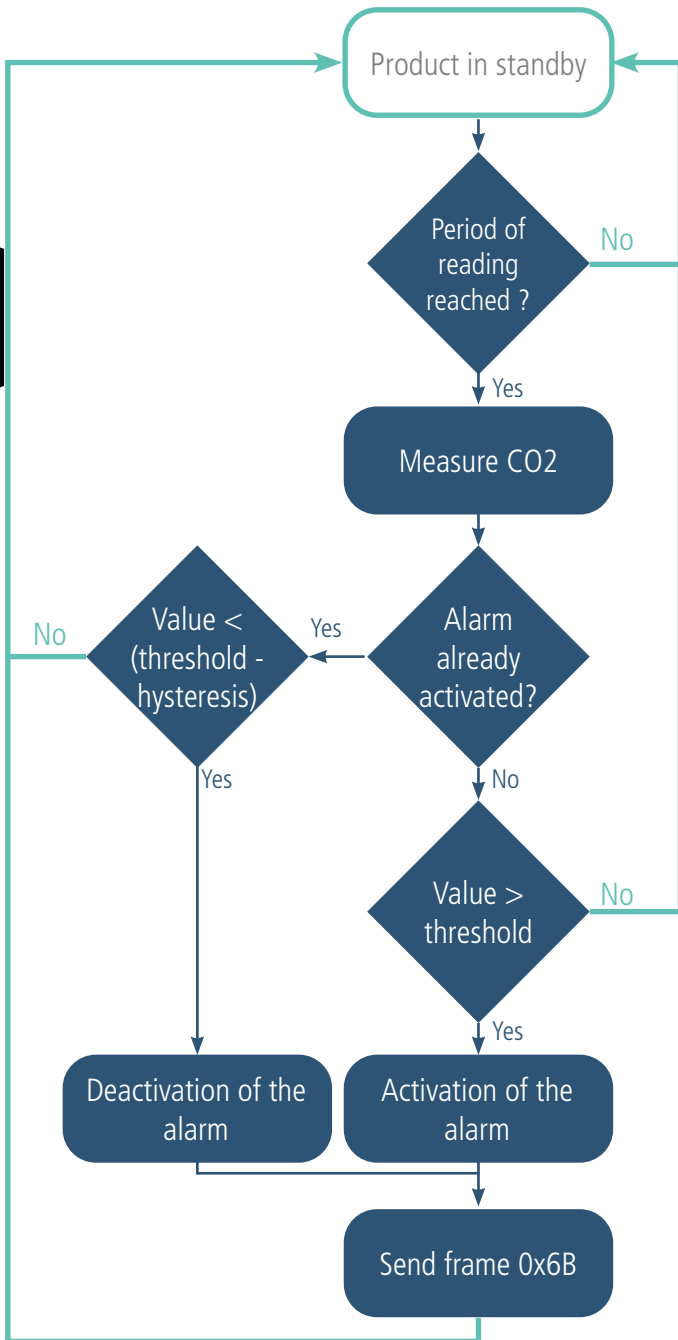 Product in standby
Period of
reading
reached ?
No
Yes
Measure CO2
Alarm
already
activated?
Yes
Value <
(threshold -
hysteresis)
No
Yes
No
Value >
threshold
No
Yes
Deactivation of the
alarm
Activation of the
alarm
Send frame 0x6B